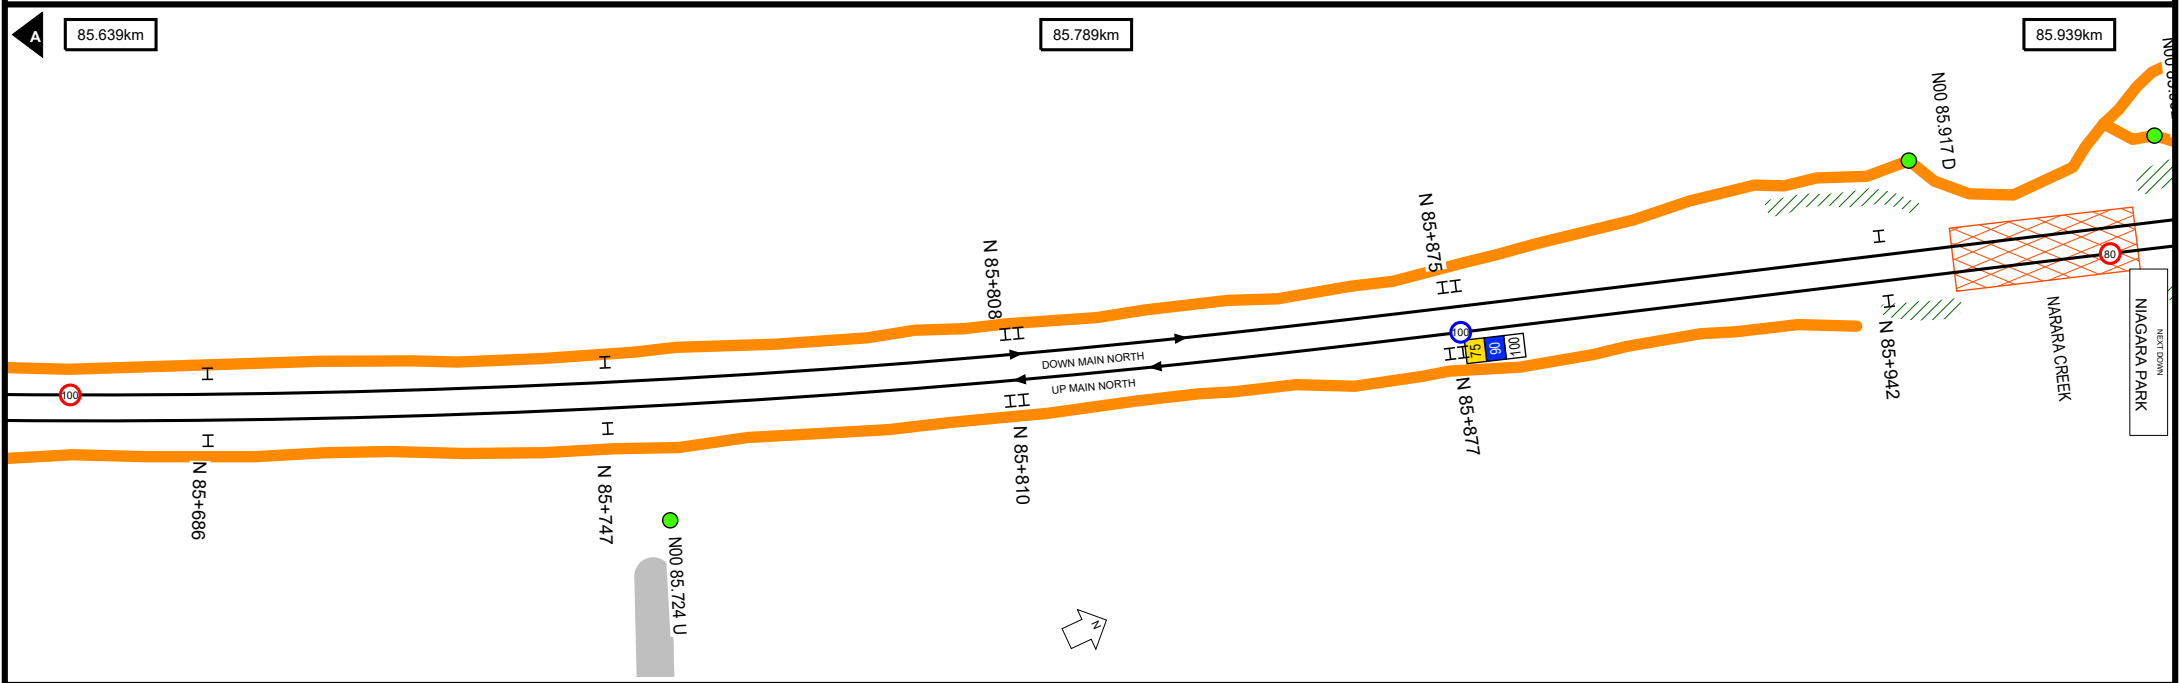 A
85.639km
85.789km
85.939km
N00 85.917 D
N 85+875
N 85+808
80
100
DOWN MAIN NORTH
UP MAIN NORTH
75
90
100
100
N 85+686
N 85+747
N00 85.724 U
N 85+810
N 85+877
N 85+942
NARARA CREEK
NIAGARA PARK
NEXT DOWN
N